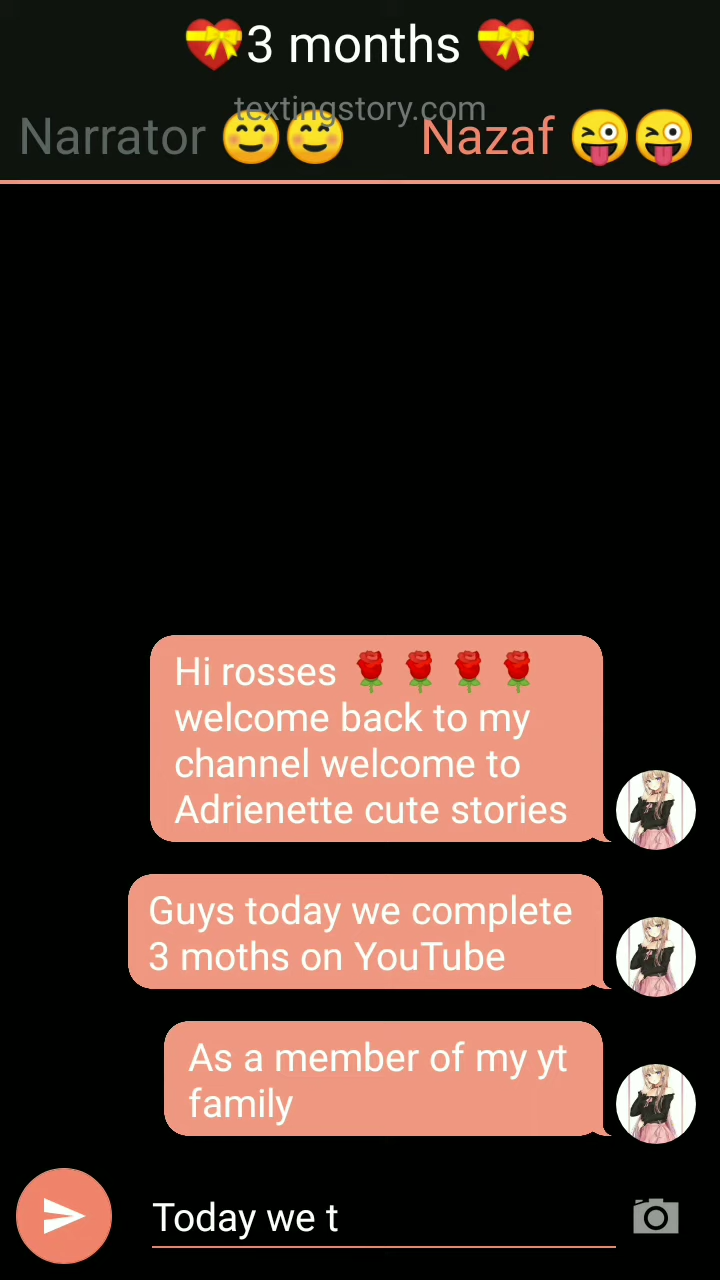 💝3 months 💝
textingstory.com
Narrator 😊😊 Nazaf 😜😜
Hi rosses 🌹🌹🌹🌹
welcome back to my
channel welcome to
Adrienette cute stories
Guys today we complete
3 moths on YouTube
As a member of my yt
family
Today we t